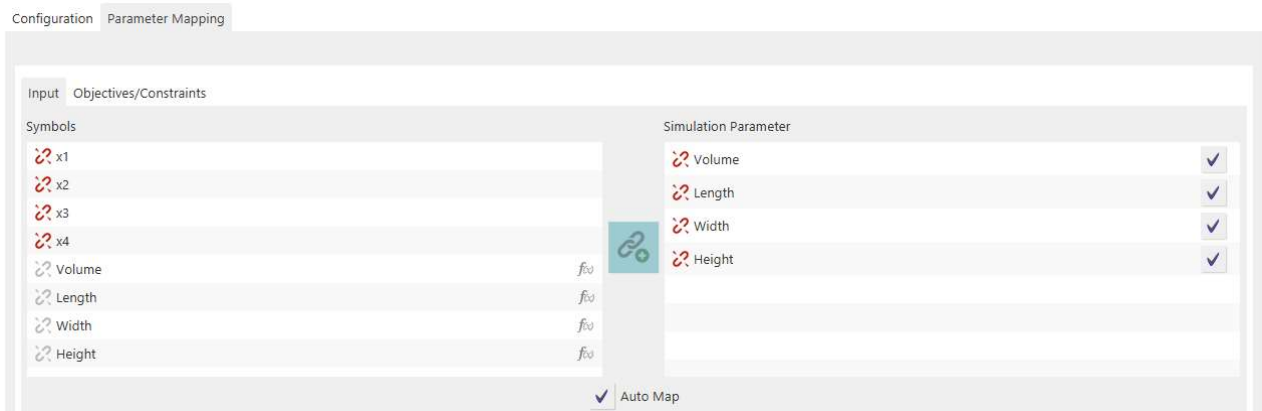 Configuration Parameter Mapping
Input Objectives/Constraints
Symbols
Simulation Parameter
x1
x2
x3
x4
Volume f(x)
Length f(x)
Width f(x)
Height f(x)
Volume
Length
Width
Height
Auto Map